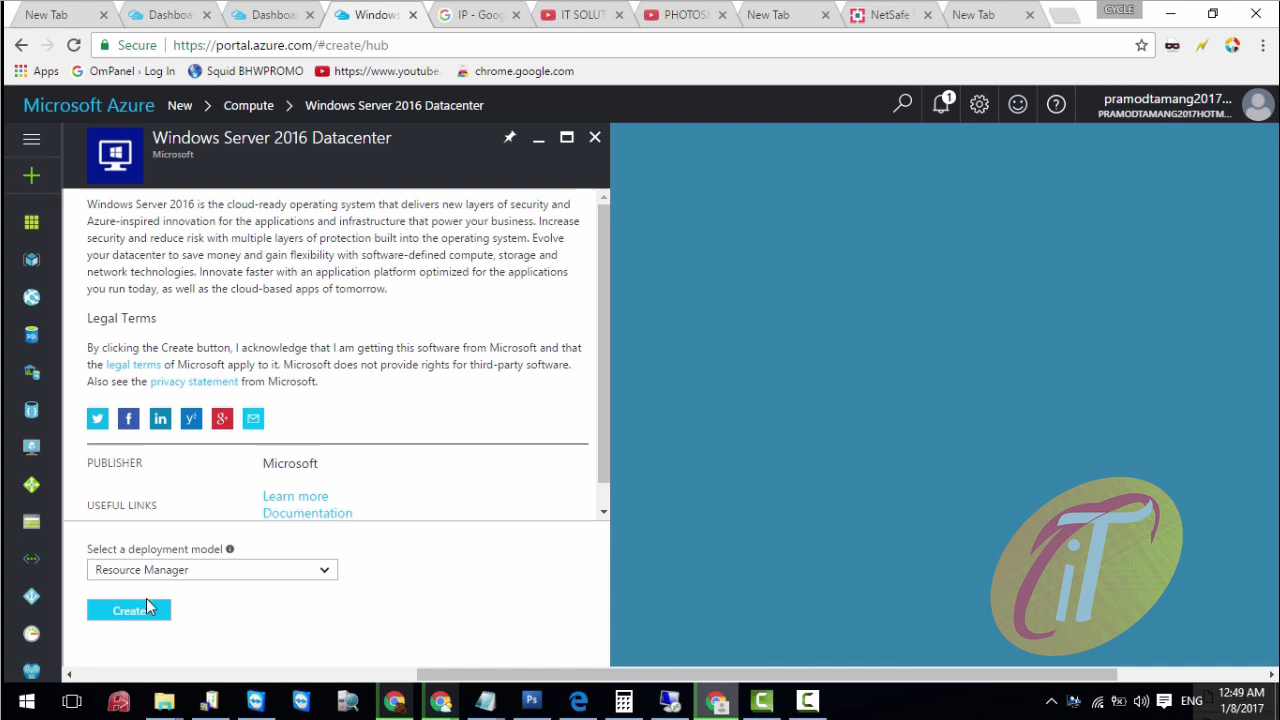 New Tab
Dashboa
Dashboa
Windows
IP - Goog
IT SOLUT
PHOTOS
New Tab
NetSafe
New Tab
CYCLE
Secure
https://portal.azure.com/#create/hub
Apps
OmPanel › Log In
Squid BHWPROMO
https://www.youtube.
chrome.google.com
Microsoft Azure
New > Compute > Windows Server 2016 Datacenter
1
pramodtamang2017...
PRAMODTAMANG2017HOTM...
Windows Server 2016 Datacenter
Microsoft
Windows Server 2016 is the cloud-ready operating system that delivers new layers of security and
Azure-inspired innovation for the applications and infrastructure that power your business. Increase
security and reduce risk with multiple layers of protection built into the operating system. Evolve
your datacenter to save money and gain flexibility with software-defined compute, storage and
network technologies. Innovate faster with an application platform optimized for the applications
you run today, as well as the cloud-based apps of tomorrow.
Legal Terms
By clicking the Create button, I acknowledge that I am getting this software from Microsoft and that
the legal terms of Microsoft apply to it. Microsoft does not provide rights for third-party software.
Also see the privacy statement from Microsoft.
PUBLISHER
Microsoft
USEFUL LINKS
Learn more
Documentation
Select a deployment model
Resource Manager
Create
CiT
ENG
12:49 AM
1/8/2017